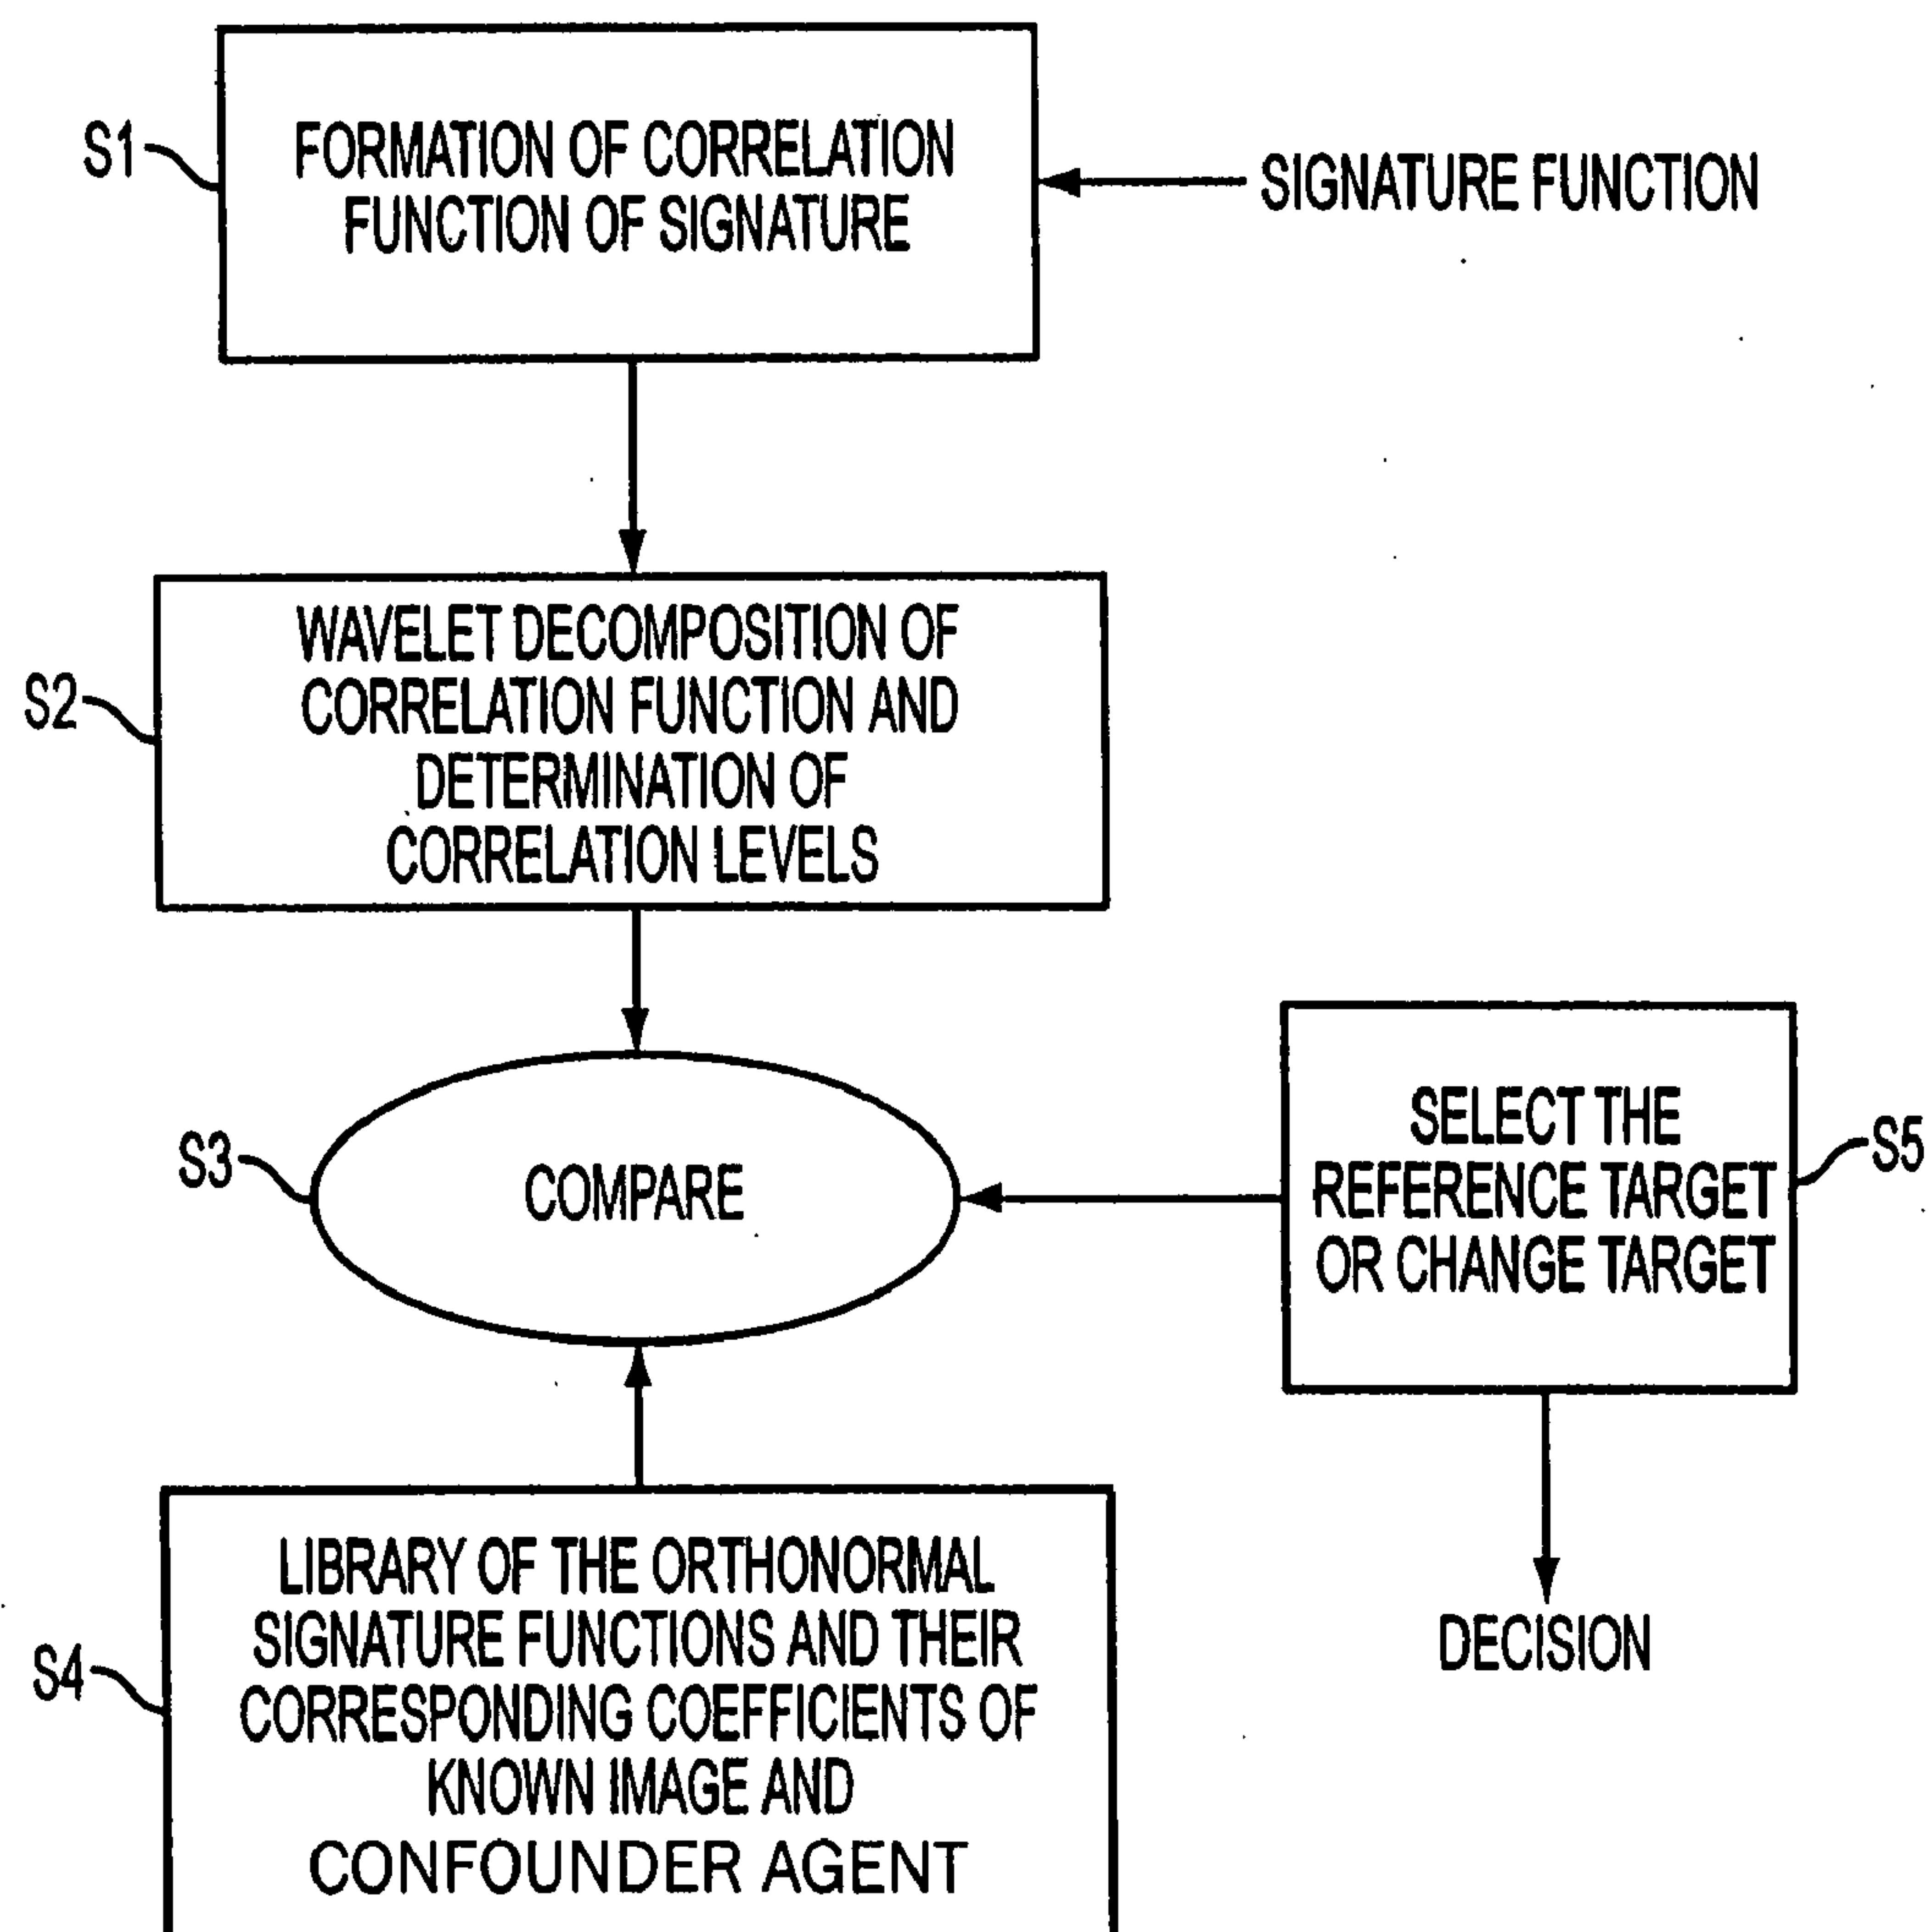 S1
FORMATION OF CORRELATION
FUNCTION OF SIGNATURE
SIGNATURE FUNCTION
S2
WAVELET DECOMPOSITION OF
CORRELATION FUNCTION AND
DETERMINATION OF
CORRELATION LEVELS
S3
COMPARE
SELECT THE
REFERENCE TARGET
OR CHANGE TARGET
S5
S4
LIBRARY OF THE ORTHONORMAL
SIGNATURE FUNCTIONS AND THEIR
CORRESPONDING COEFFICIENTS OF
KNOWN IMAGE AND
CONFOUNDER AGENT
DECISION